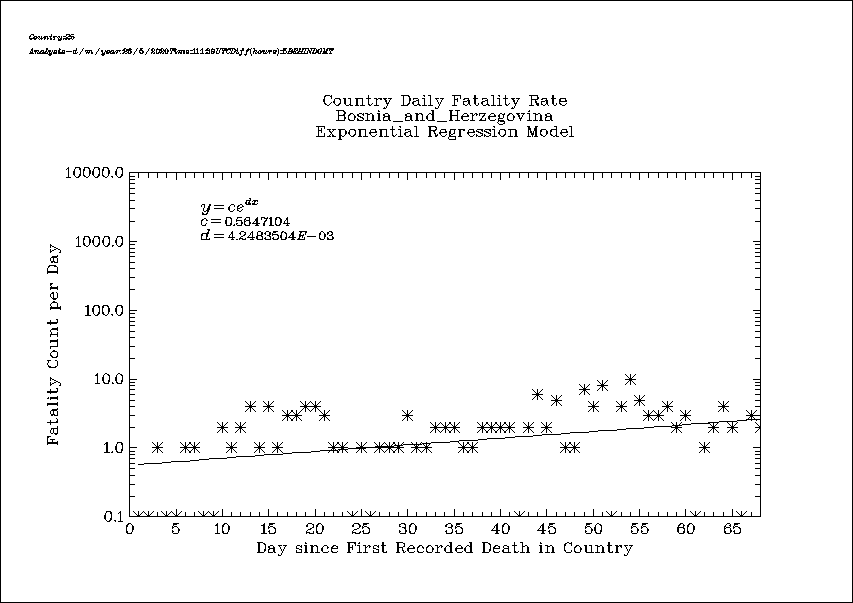 Country:25
Country Daily Fatality Rate
Bosnia_and_Herzegovina
Exponential Regression Model
10000.0
1000.0
100.0
10.0
1.0
0.1
Fatality Count per Day
y=ce^dx
c=0.5647104
d=4.2483504E-03
0 5 10 15 20 25 30 35 40 45 50 55 60 65
Day since First Recorded Death in Country